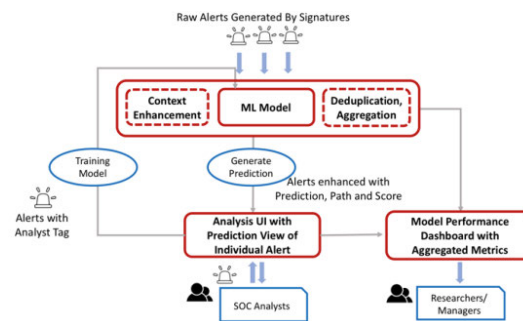 Raw Alerts Generated By Signatures
Context
Enhancement
ML Model
Deduplication,
Aggregation
Training
Model
Generate
Prediction
Alerts enhanced with
Prediction, Path and Score
Alerts with
Analyst Tag
Analysis UI with
Prediction View of
Individual Alert
Model Performance
Dashboard with
Aggregated Metrics
SOC Analysts
Researchers/
Managers